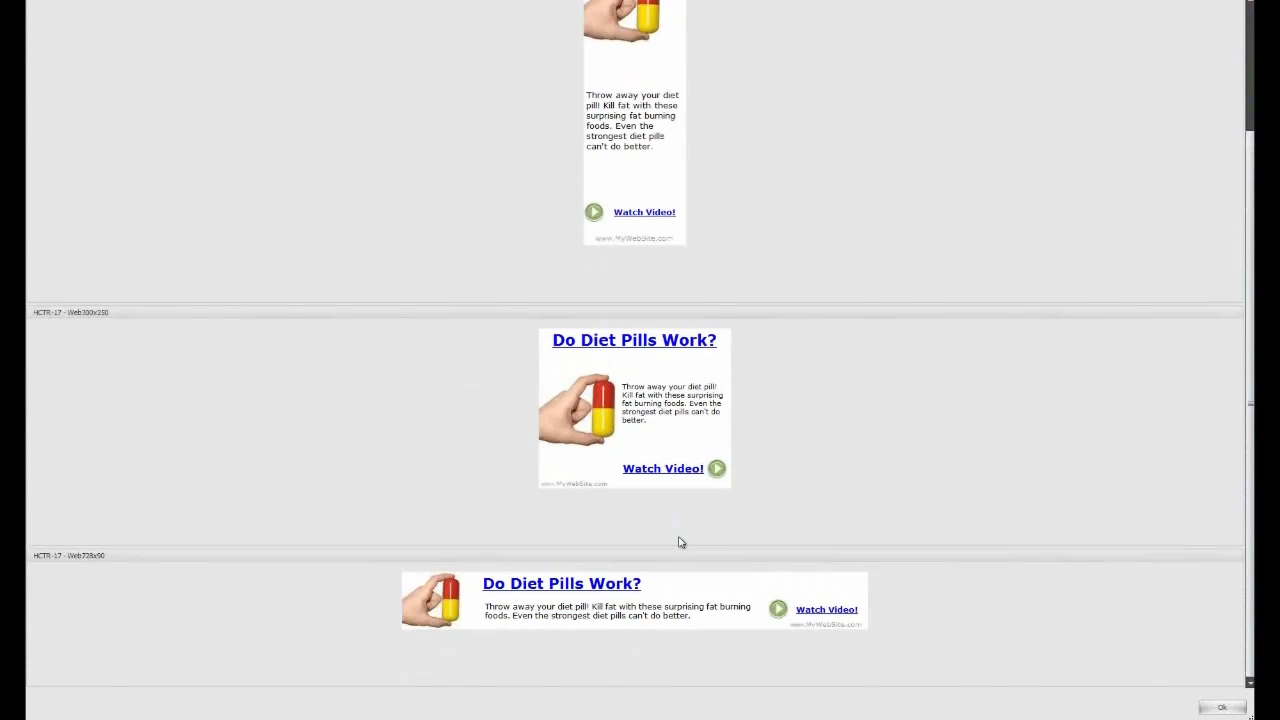 Throw away your diet
pill! Kill fat with these
surprising fat burning
foods. Even the
strongest diet pills
can't do better.
Watch Video!
www.MyWebSite.com
HCTR-17 - Web300x250
Do Diet Pills Work?
Throw away your diet pill!
Kill fat with these surprising
fat burning foods. Even the
strongest diet pills can't do
better.
Watch Video!
www.MyWebSite.com
HCTR-17 - Web728x90
Do Diet Pills Work?
Throw away your diet pill! Kill fat with these surprising fat burning
foods. Even the strongest diet pills can't do better.
Watch Video!
www.MyWebSite.com
Ok